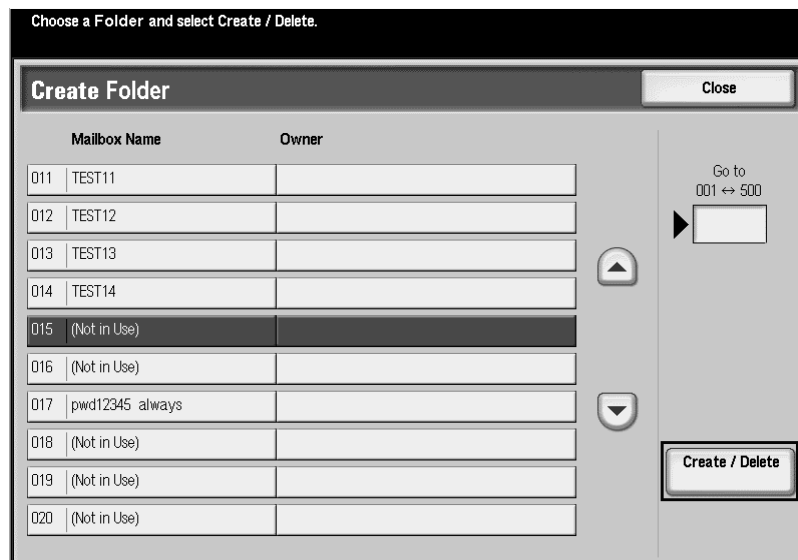 Choose a Folder and select Create / Delete.
Create Folder
Close
Mailbox Name Owner
011 TEST11
012 TEST12
013 TEST13
014 TEST14
015 (Not in Use)
016 (Not in Use)
017 pwd12345 always
018 (Not in Use)
019 (Not in Use)
020 (Not in Use)
Go to
001 ↔ 500
Create / Delete